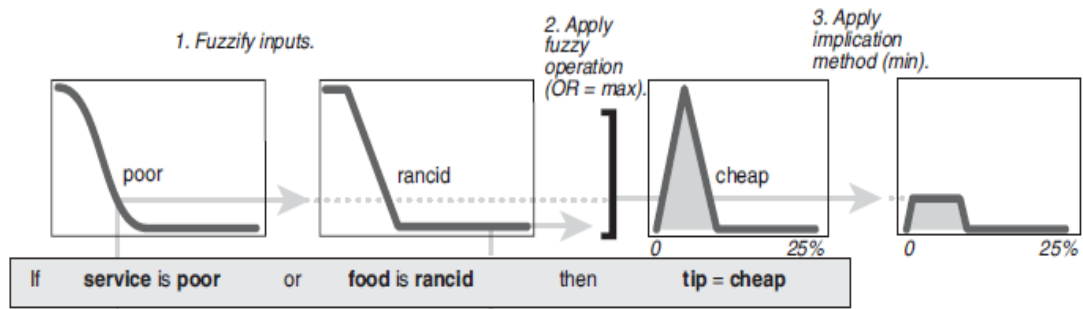 1. Fuzzify inputs.
2. Apply
fuzzy
operation
(OR = max).
3. Apply
implication
method (min).
poor
rancid
cheap
0
25%
0
25%
If service is poor or food is rancid then tip = cheap